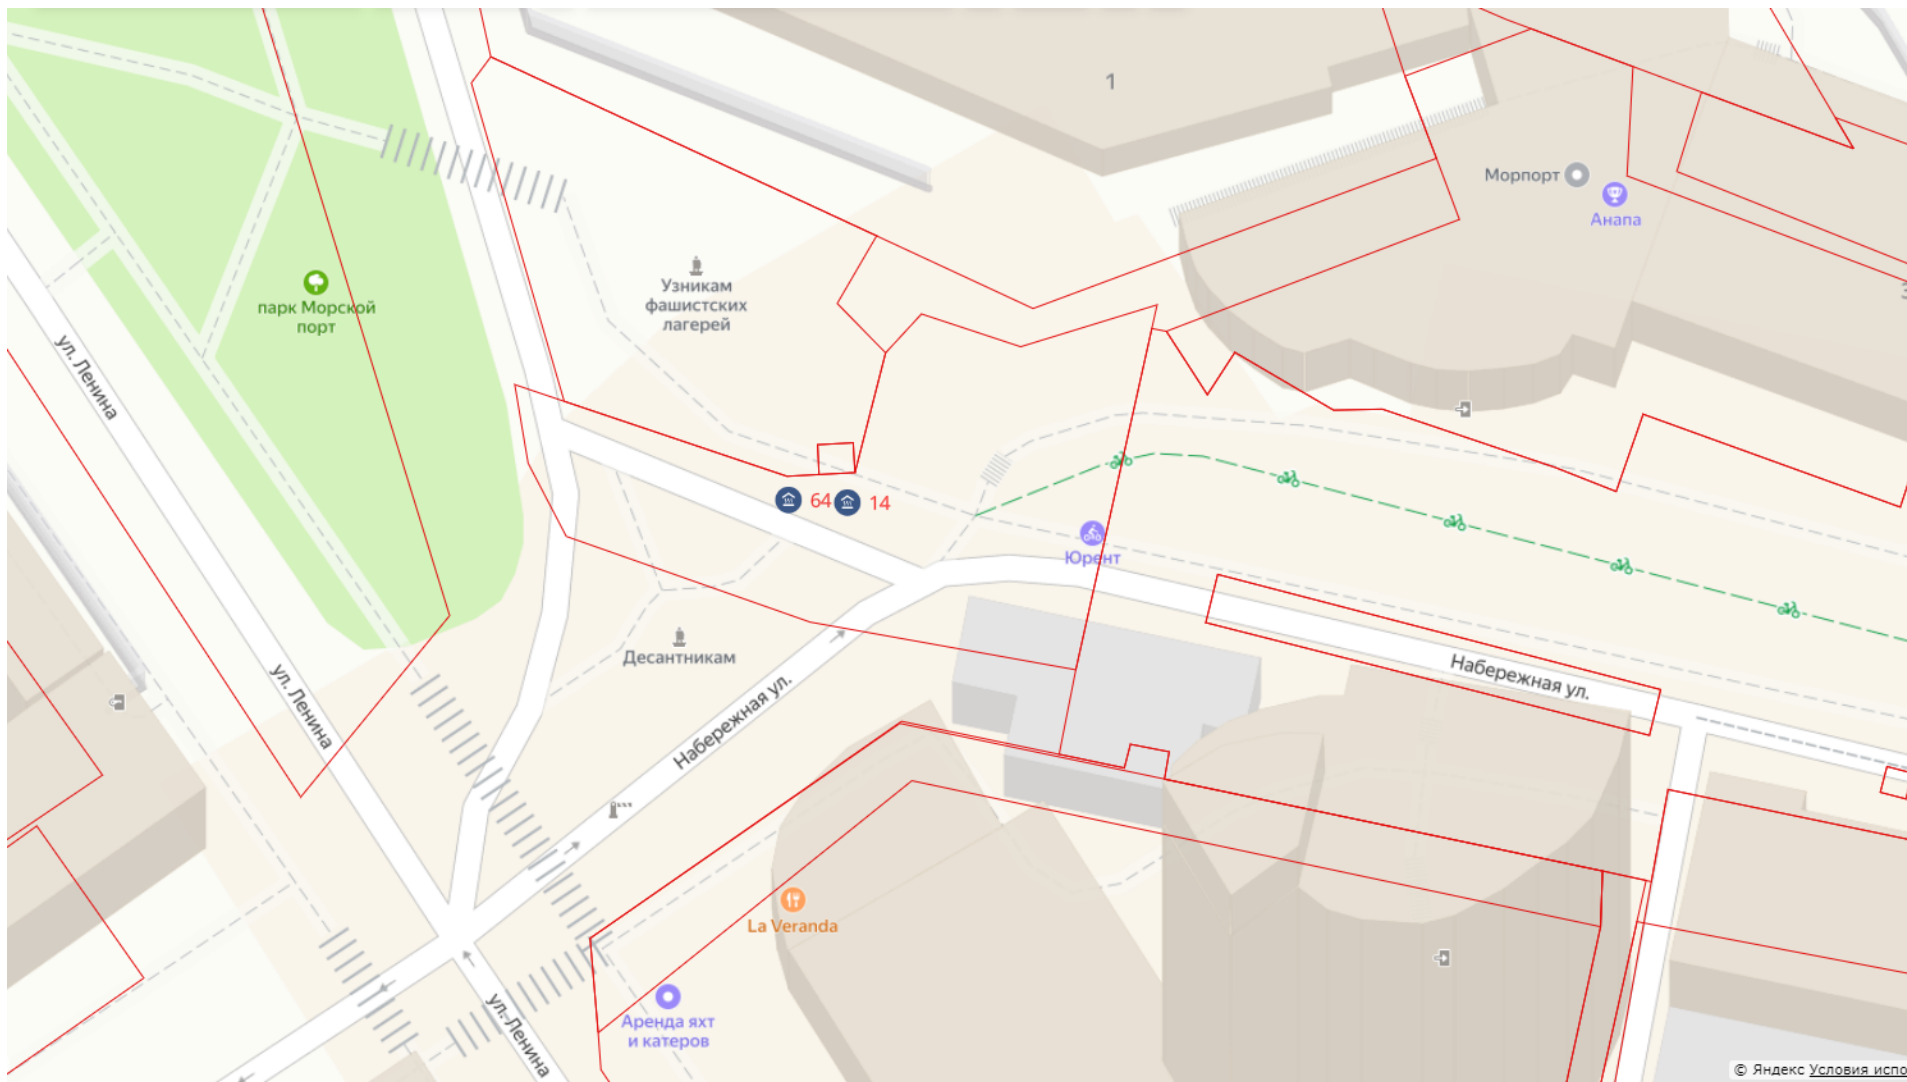 1
Морпорт
Анапа
Узникам
фашистских
лагерей
парк Морской
порт
ул. Ленина
64
14
Юрент
Десантникам
Набережная ул.
ул. Ленина
Набережная ул.
La Veranda
Аренда яхт
и катеров
ул. Ленина
© Яндекс Условия испо